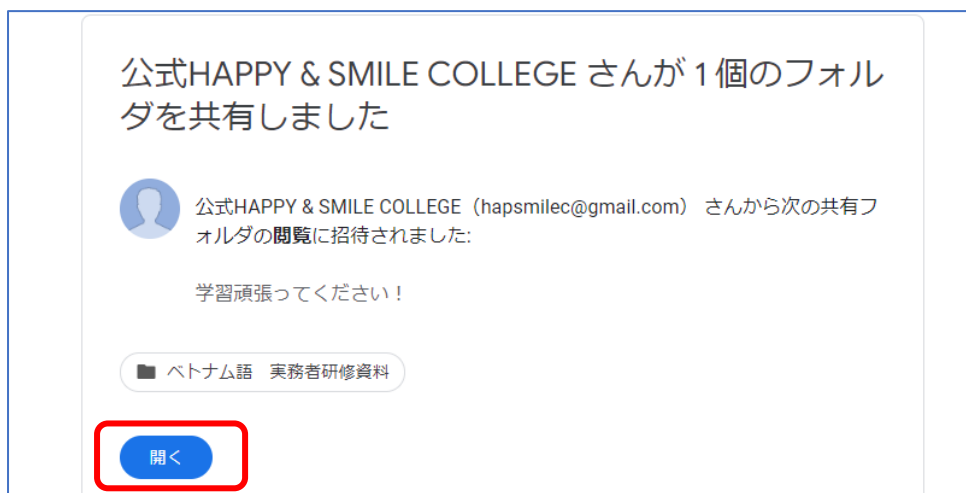 公式HAPPY & SMILE COLLEGE さんが 1 個のフォル
ダを共有しました
公式HAPPY & SMILE COLLEGE（hapsmilec@gmail.com） さんから次の共有フ
ォルダの閲覧に招待されました:
学習頑張ってください！
ベトナム語　実務者研修資料
開く